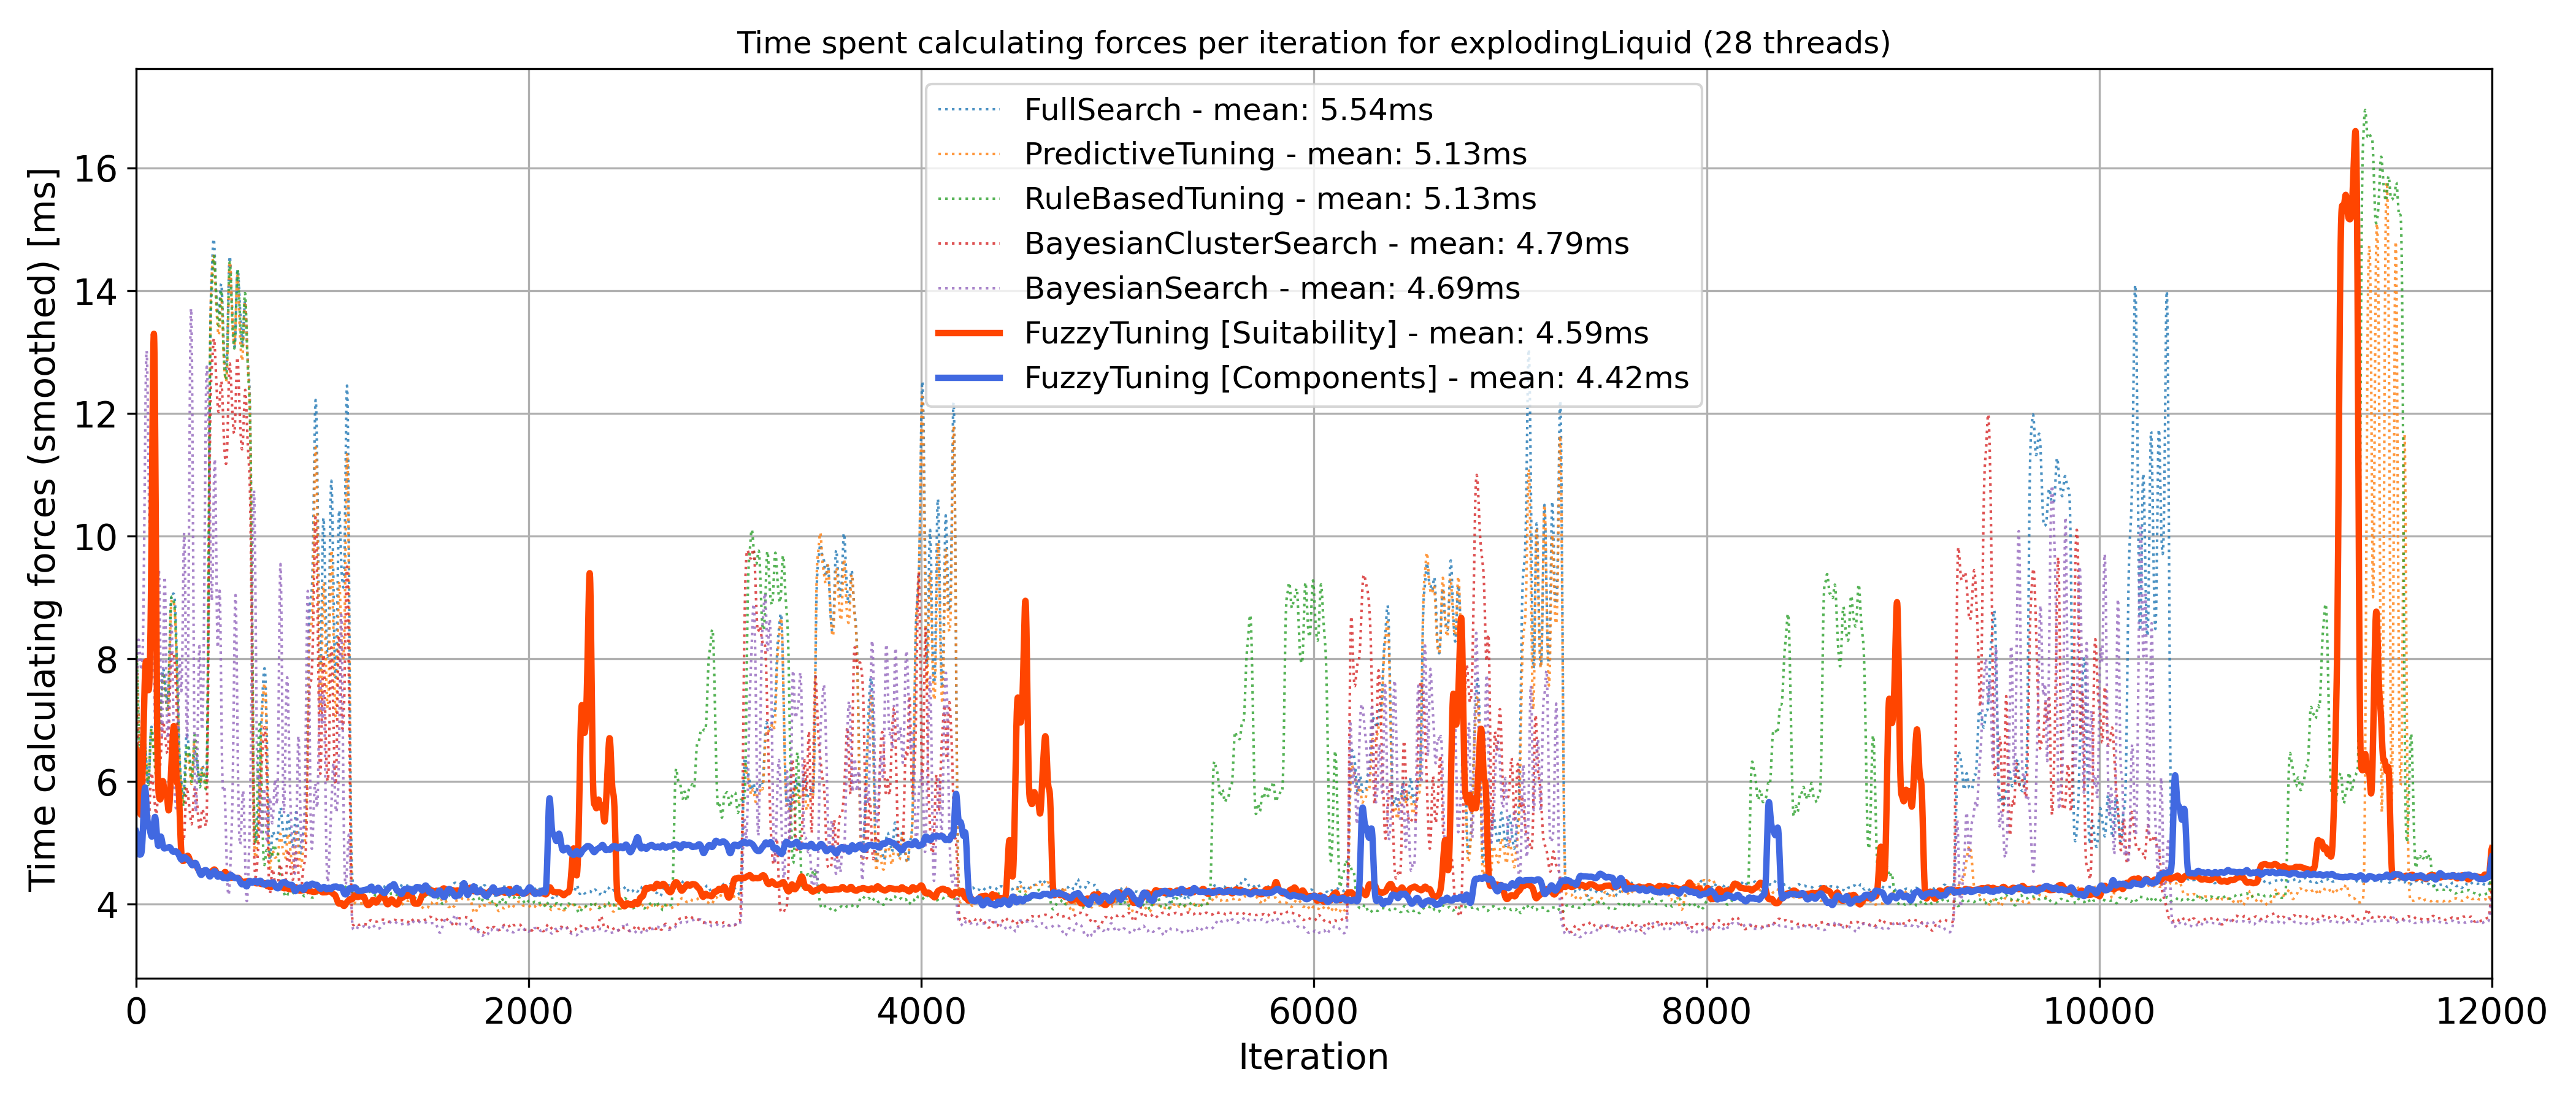 Time spent calculating forces per iteration for explodingLiquid (28 threads)
Time calculating forces (smoothed) [ms]
16
14
12
10
8
6
4
FullSearch - mean: 5.54ms
PredictiveTuning - mean: 5.13ms
RuleBasedTuning - mean: 5.13ms
BayesianClusterSearch - mean: 4.79ms
BayesianSearch - mean: 4.69ms
FuzzyTuning [Suitability] - mean: 4.59ms
FuzzyTuning [Components] - mean: 4.42ms
0 2000 4000 6000 8000 10000 12000
Iteration